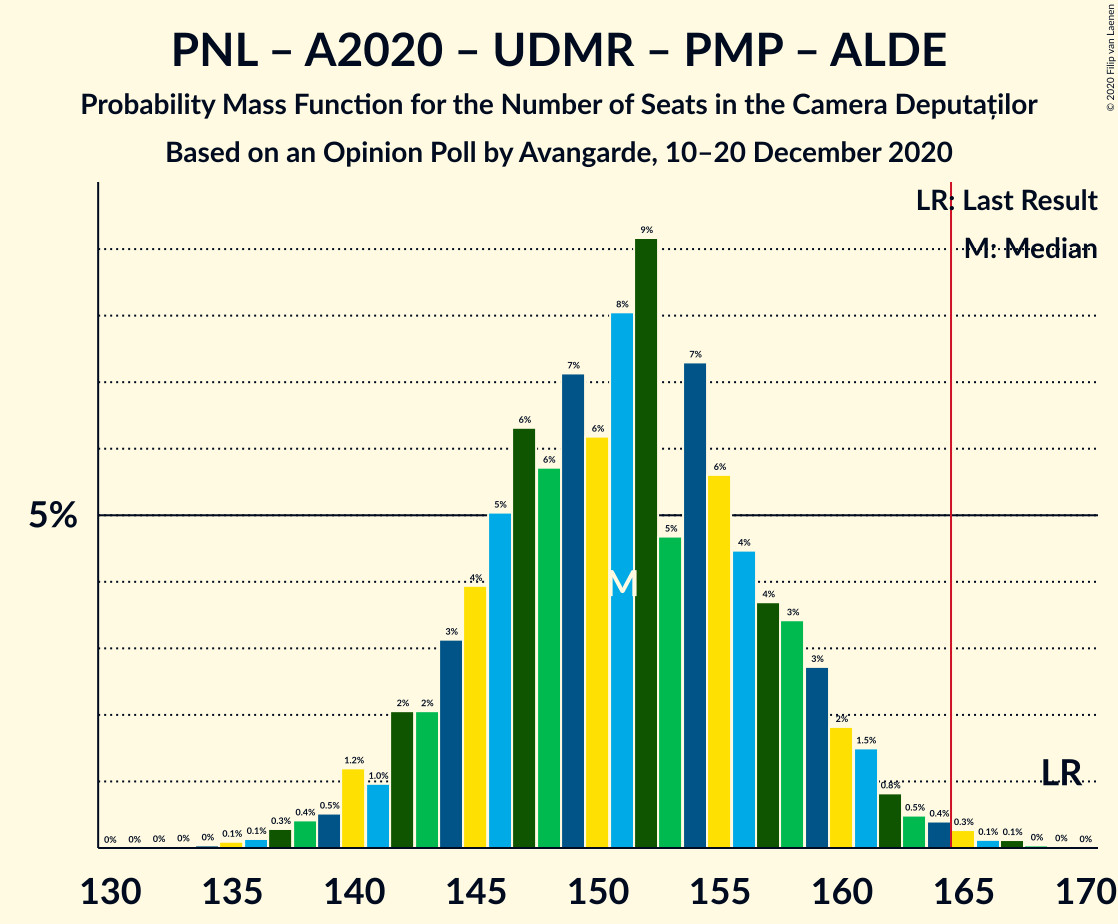 PNL – A2020 – UDMR – PMP – ALDE
Probability Mass Function for the Number of Seats in the Camera Deputaților
Based on an Opinion Poll by Avangarde, 10–20 December 2020
© 2020 Filip van Laenen
LR: Last Result
M: Median
5%
0% 0% 0% 0% 0% 0.1% 0.1% 0.3% 0.4% 0.5% 1.2% 1.0% 2% 2% 3% 4% 5% 6% 6% 7% 6% 8% 9% 5% 7% 6% 4% 4% 3% 3% 2% 1.5% 0.8% 0.5% 0.4% 0.3% 0.1% 0.1% 0% 0% 0%
M
LR
130 135 140 145 150 155 160 165 170